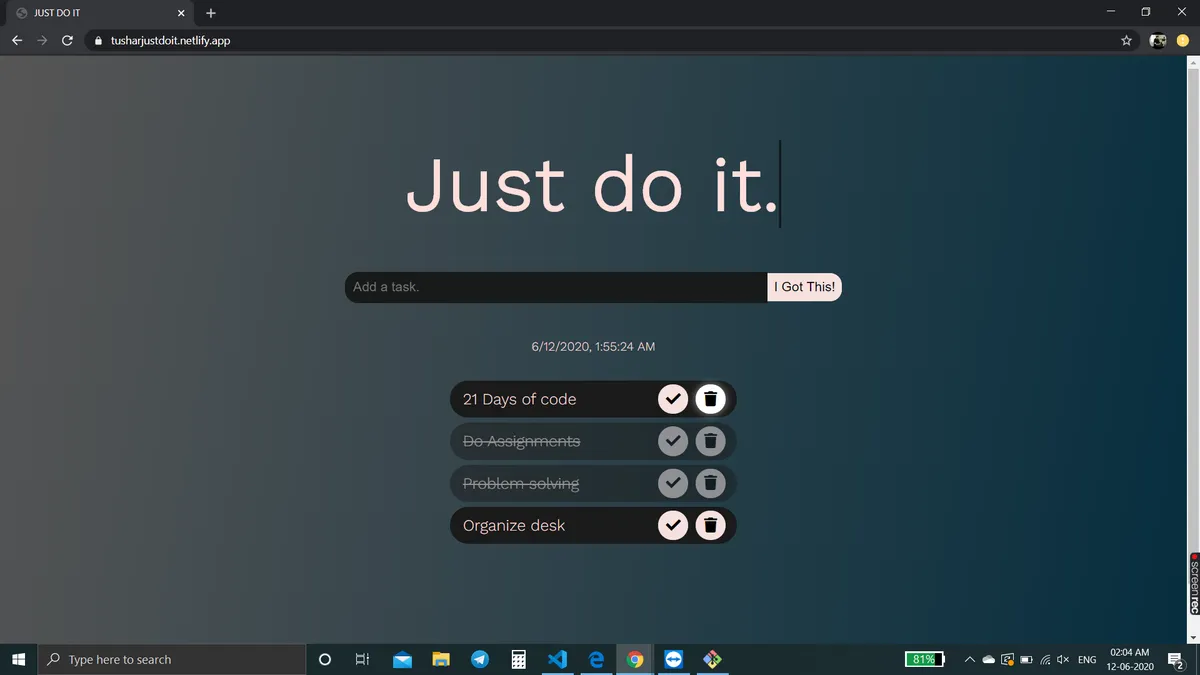 JUST DO IT
tusharjustdoit.netlify.app
Just do it.
Add a task.
I Got This!
6/12/2020, 1:55:24 AM
21 Days of code
Do Assignments
Problem solving
Organize desk
screenrec
Type here to search
81%
ENG
02:04 AM
12-06-2020
2